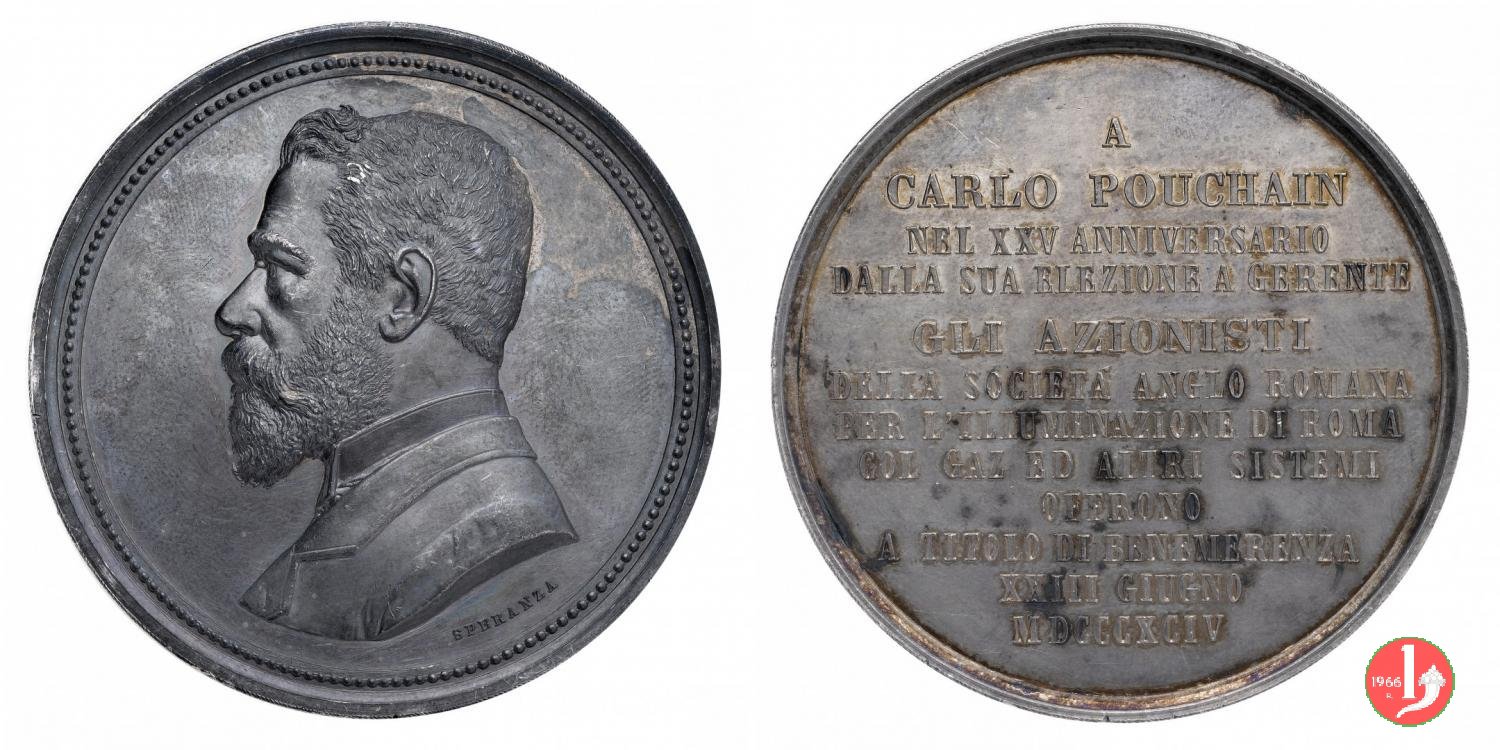 SPERANZA
A
CARLO POUCHAIN
NEL XXV ANNIVERSARIO
DALLA SUA ELEZIONE A GERENTE
GLI AZIONISTI
DELLA SOCIETÀ ANGLO ROMANA
PER L'ILLUMINAZIONE DI ROMA
COL GAZ ED ALTRI SISTEMI
OFFRONO
A TITOLO DI BENEMERENZA
XXIII GIUGNO
MDCCCXCIV
1966
R.